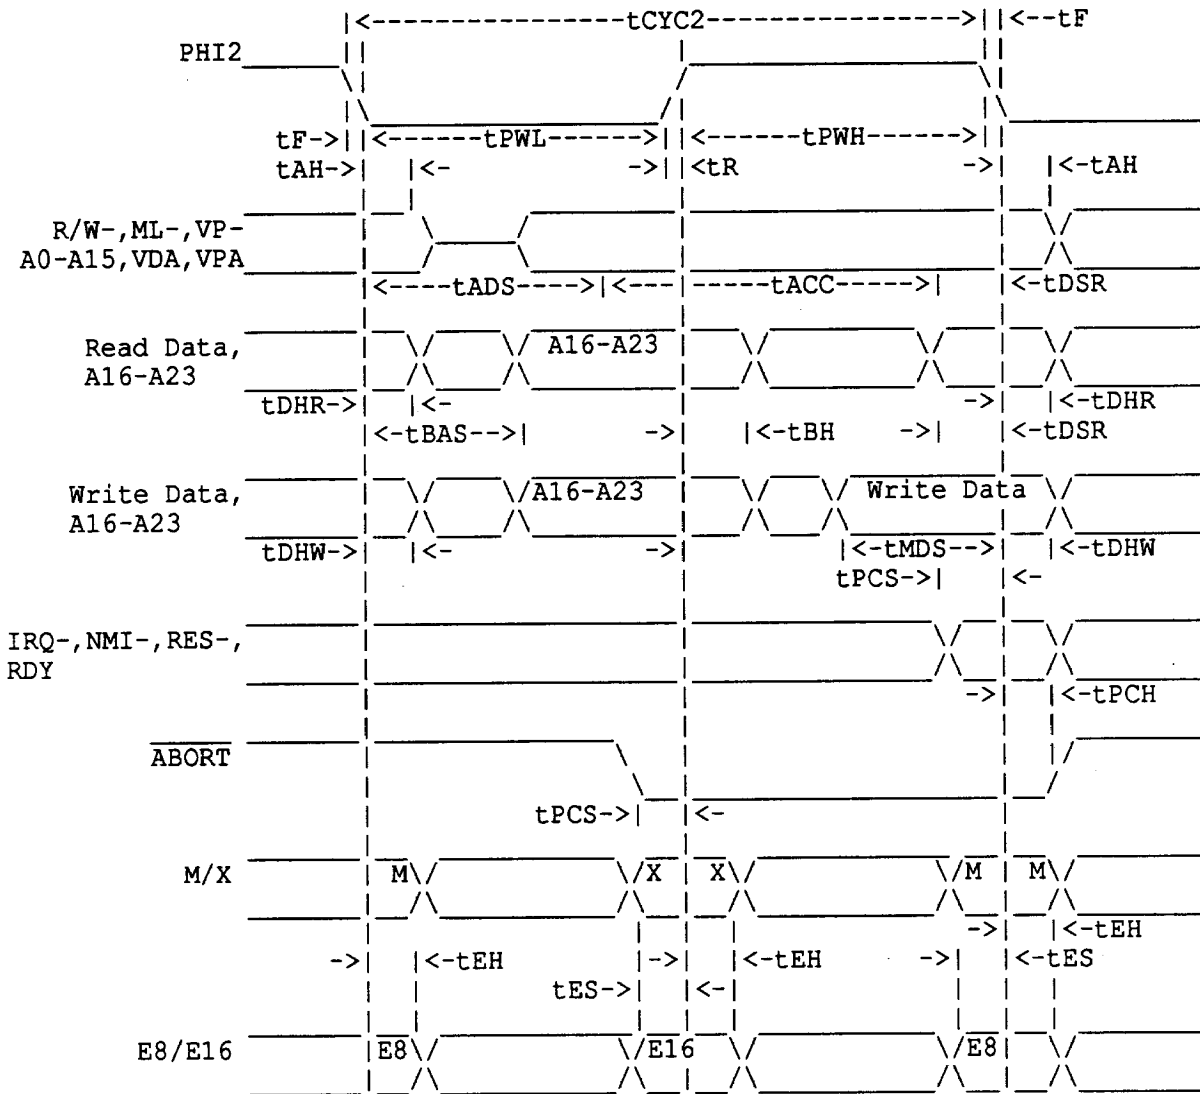 tCYC2 tF
PHI2
tF-> tPWL tPWH
tAH-> tR tAH
R/W-,ML-,VP-
A0-A15,VDA,VPA
tADS tACC tDSR
Read Data,
A16-A23
A16-A23
tDHR-> tDHR
tBAS tBH tDSR
Write Data,
A16-A23
A16-A23 Write Data
tDHW-> tMDS tDHW
tPCS->
IRQ-,NMI-,RES-,
RDY
tPCH
ABORT
tPCS->
M/X M X X M M
tEH
tEH tEH tES
tES->
E8/E16 E8 E16 E8